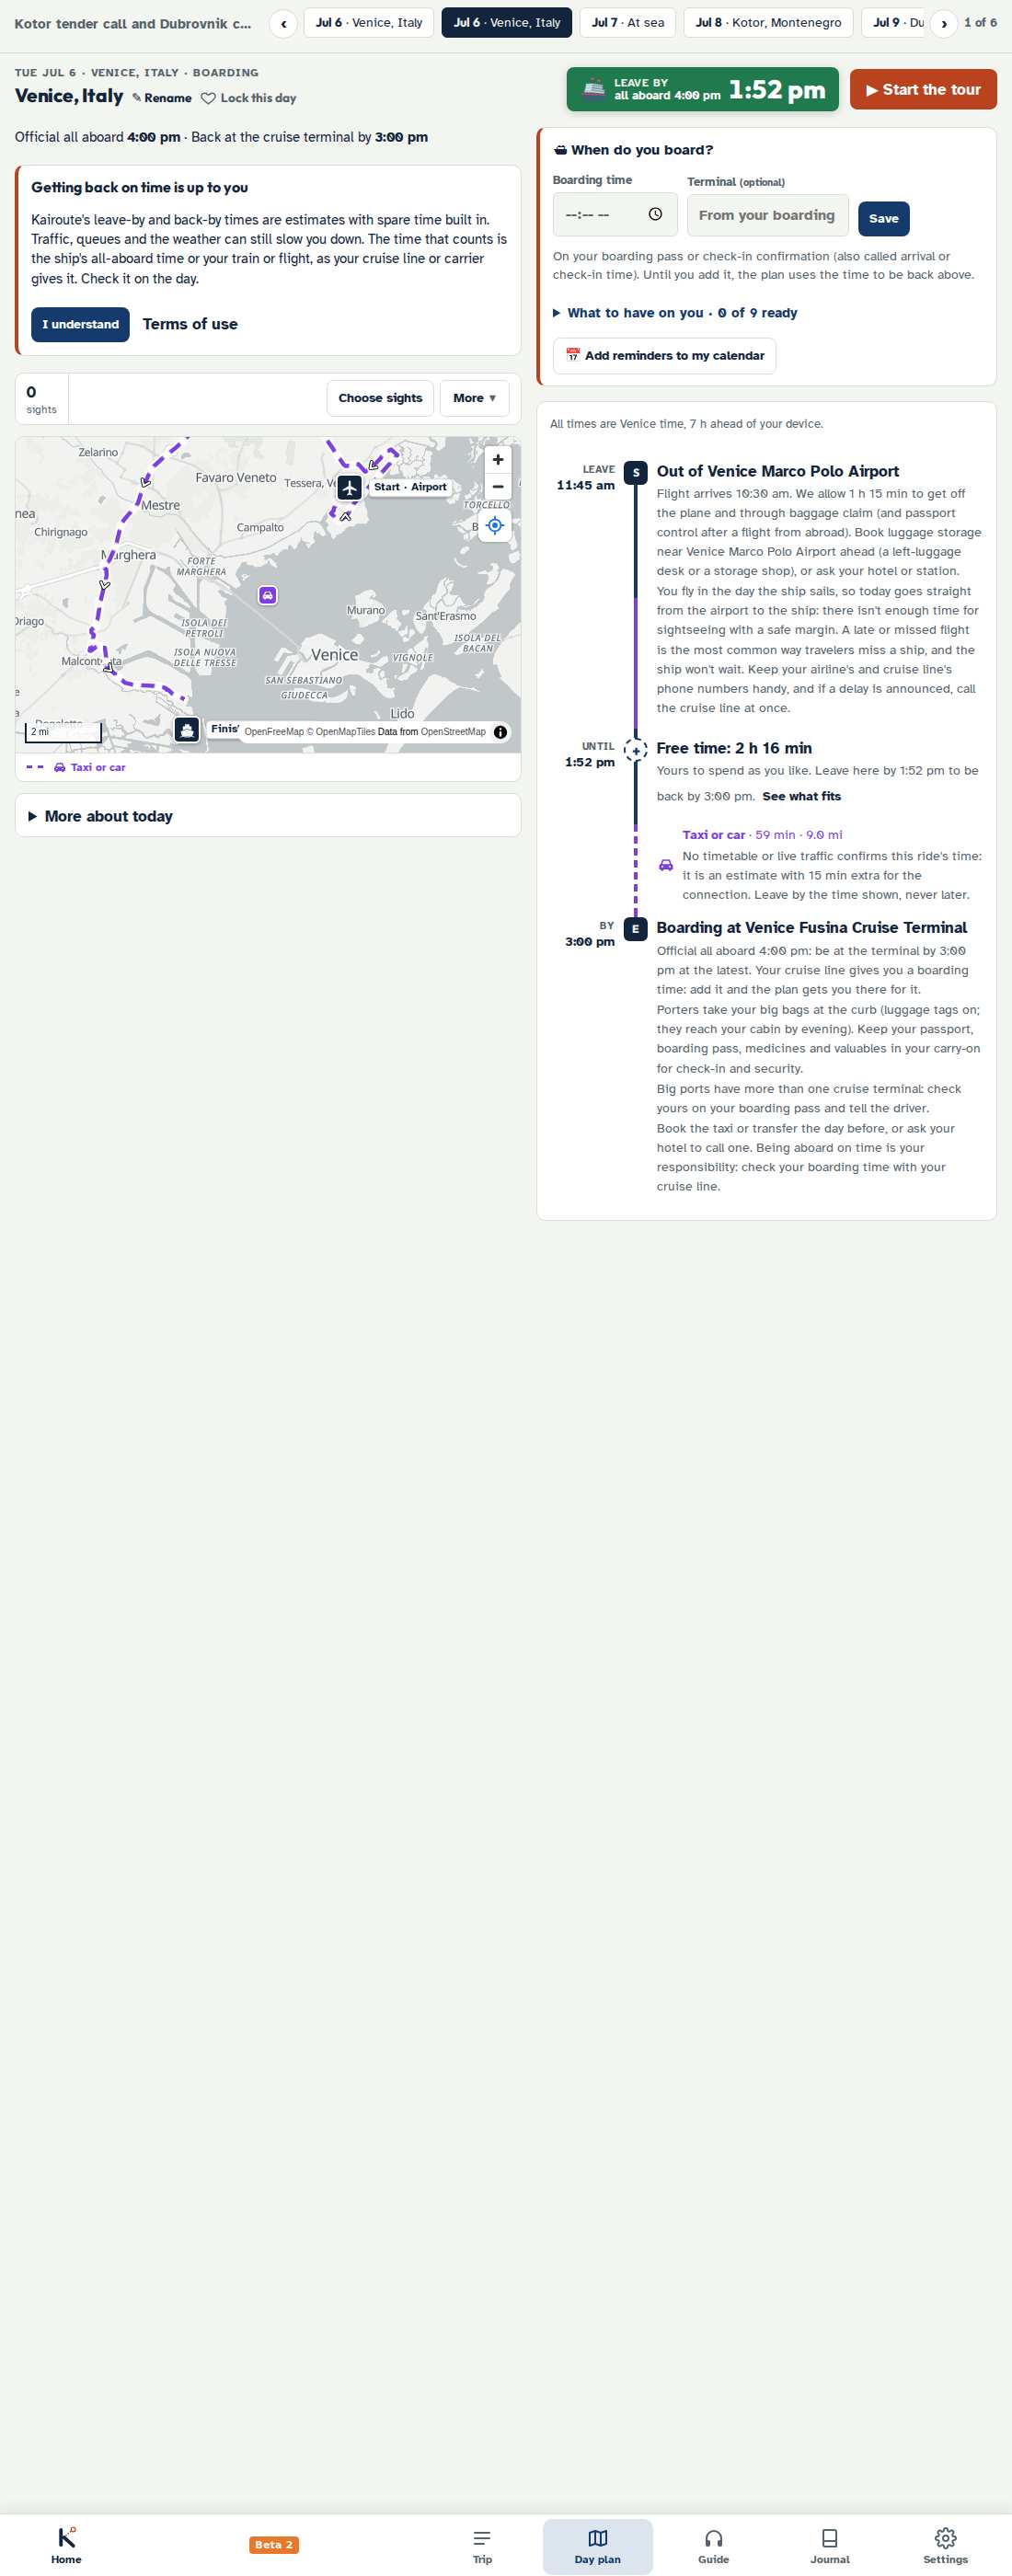 Kotor tender call and Dubrovnik c...
‹
Jul 6 · Venice, Italy
Jul 6 · Venice, Italy
Jul 7 · At sea
Jul 8 · Kotor, Montenegro
Jul 9 · Du
›
1 of 6
TUE JUL 6 · VENICE, ITALY · BOARDING
Venice, Italy ✎ Rename Lock this day
LEAVE BY
all aboard 4:00 pm
1:52 pm
▶ Start the tour
Official all aboard 4:00 pm · Back at the cruise terminal by 3:00 pm
Getting back on time is up to you
Kairoute's leave-by and back-by times are estimates with spare time built in.
Traffic, queues and the weather can still slow you down. The time that counts is
the ship's all-aboard time or your train or flight, as your cruise line or carrier
gives it. Check it on the day.
I understand
Terms of use
0
sights
Choose sights
More ▼
Zelarino
Favaro Veneto
Tessera, V
Start · Airport
Mestre
TORCELLO
nea
Chirignago
Campalto
B
Marghera
FORTE
MARGHERA
Murano
Sant'Erasmo
Oriago
ISOLA DEI
PETROLI
ISOLA DEL
BACAN
Malcontenta
ISOLA NUOVA
DELLE TRESSE
Venice
VIGNOLE
SAN SEBASTIANO
GIUDECCA
Lido
2 mi
Finis
OpenFreeMap © OpenMapTiles Data from OpenStreetMap
Taxi or car
▶ More about today
When do you board?
Boarding time
Terminal (optional)
--:-- --
From your boarding
Save
On your boarding pass or check-in confirmation (also called arrival or
check-in time). Until you add it, the plan uses the time to be back above.
▶ What to have on you · 0 of 9 ready
Add reminders to my calendar
All times are Venice time, 7 h ahead of your device.
LEAVE
11:45 am
S
Out of Venice Marco Polo Airport
Flight arrives 10:30 am. We allow 1 h 15 min to get off
the plane and through baggage claim (and passport
control after a flight from abroad). Book luggage storage
near Venice Marco Polo Airport ahead (a left-luggage
desk or a storage shop), or ask your hotel or station.
You fly in the day the ship sails, so today goes straight
from the airport to the ship: there isn't enough time for
sightseeing with a safe margin. A late or missed flight
is the most common way travelers miss a ship, and the
ship won't wait. Keep your airline's and cruise line's
phone numbers handy, and if a delay is announced, call
the cruise line at once.
UNTIL
1:52 pm
+
Free time: 2 h 16 min
Yours to spend as you like. Leave here by 1:52 pm to be
back by 3:00 pm. See what fits
Taxi or car · 59 min · 9.0 mi
No timetable or live traffic confirms this ride's time:
it is an estimate with 15 min extra for the
connection. Leave by the time shown, never later.
BY
3:00 pm
E
Boarding at Venice Fusina Cruise Terminal
Official all aboard 4:00 pm: be at the terminal by 3:00
pm at the latest. Your cruise line gives you a boarding
time: add it and the plan gets you there for it.
Porters take your big bags at the curb (luggage tags on;
they reach your cabin by evening). Keep your passport,
boarding pass, medicines and valuables in your carry-on
for check-in and security.
Big ports have more than one cruise terminal: check
yours on your boarding pass and tell the driver.
Book the taxi or transfer the day before, or ask your
hotel to call one. Being aboard on time is your
responsibility: check your boarding time with your
cruise line.
Home
Beta 2
Trip
Day plan
Guide
Journal
Settings